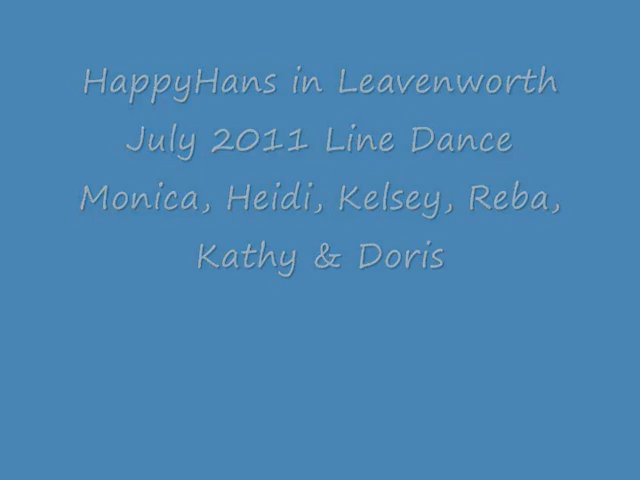 HappyHans in Leavenworth
July 2011 Line Dance
Monica, Heidi, Kelsey, Reba,
Kathy & Doris